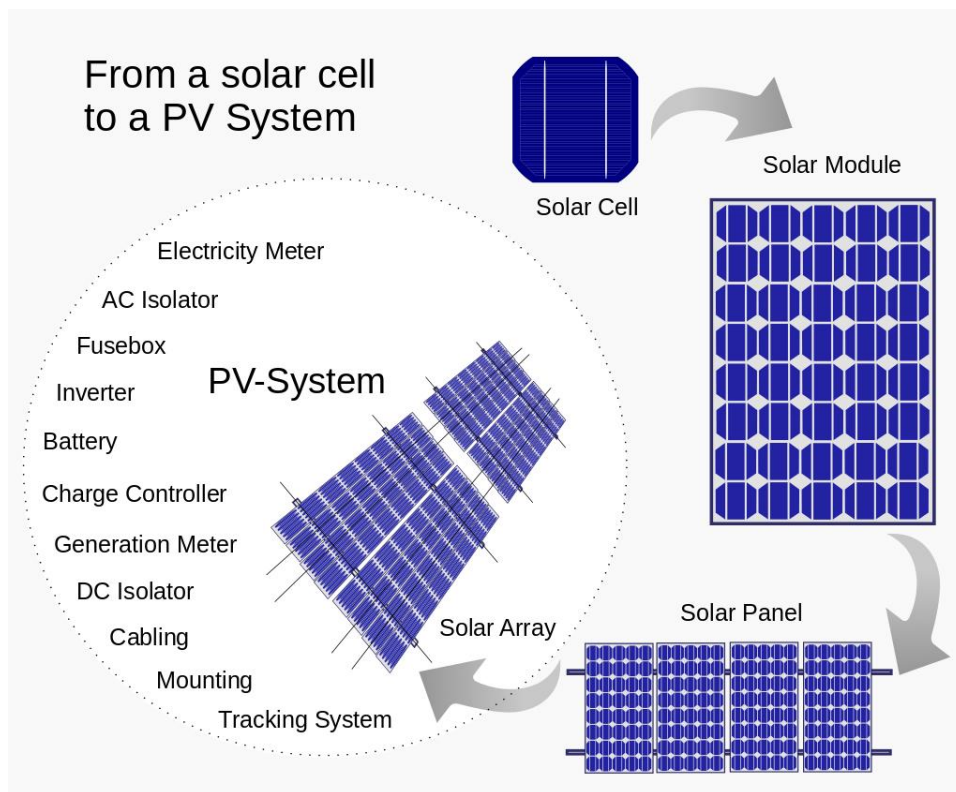 From a solar cell
to a PV System
Solar Cell
Solar Module
Solar Panel
Solar Array
PV-System
Electricity Meter
AC Isolator
Fusebox
Inverter
Battery
Charge Controller
Generation Meter
DC Isolator
Cabling
Mounting
Tracking System